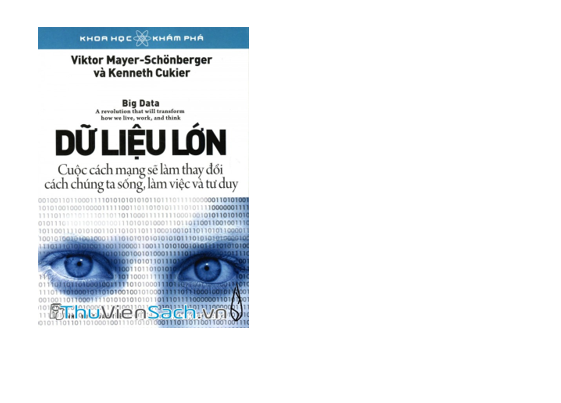 KHOA HỌC KHÁM PHÁ
Viktor Mayer-Schönberger
và Kenneth Cukier
Big Data
A revolution that will transform
how we live, work, and think
DỮ LIỆU LỚN
Cuộc cách mạng sẽ làm thay đổi
cách chúng ta sống, làm việc và tư duy
ThuVienSach.vn